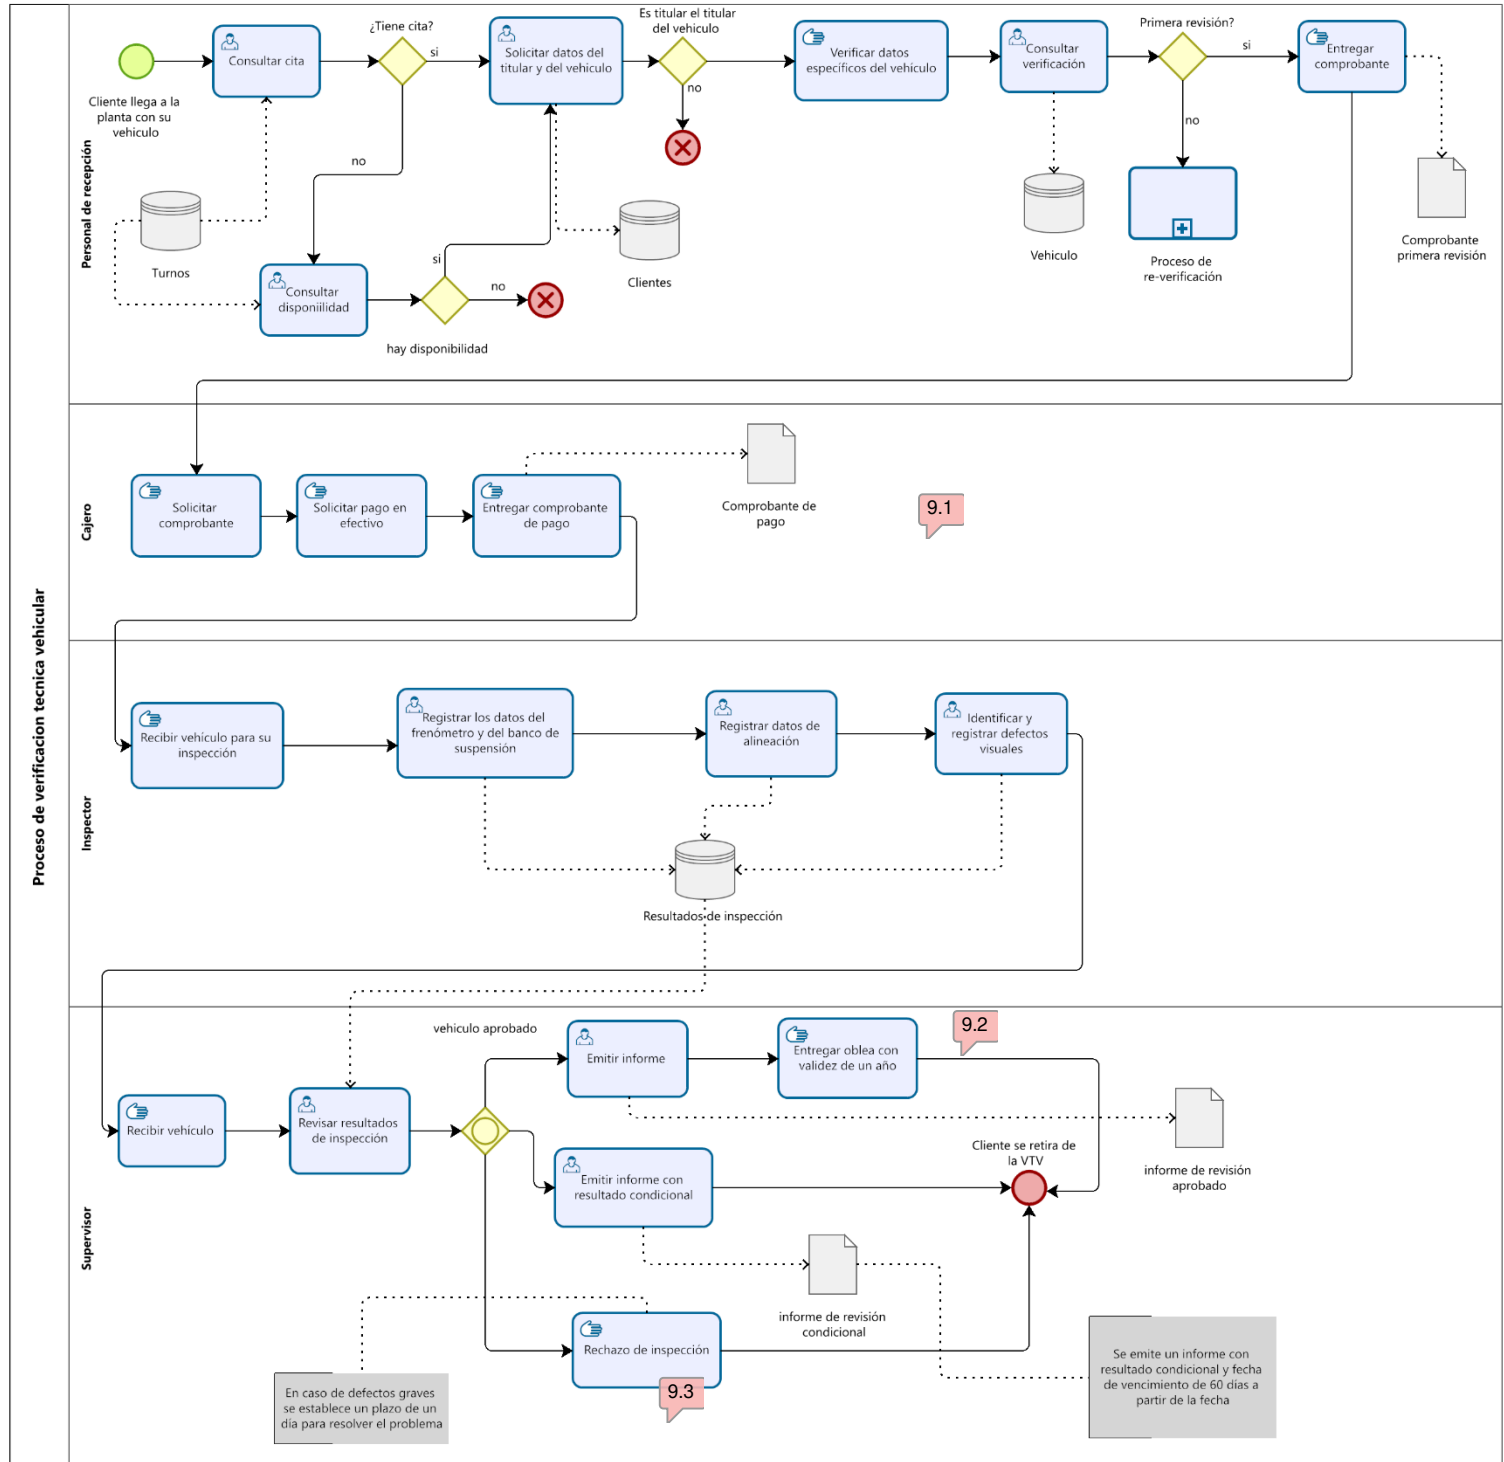 Proceso de verificacion tecnica vehicular
Personal de recepción
Cliente llega a la
planta con su
vehiculo
Consultar cita
¿Tiene cita?
si
no
Solicitar datos del
titular y del vehículo
Es titular el titular
del vehiculo
no
Verificar datos
específicos del vehículo
Consultar
verificación
Primera revisión?
si
no
Entregar
comprobante
Turnos
Consultar
disponiilidad
si
no
hay disponibilidad
Clientes
Vehiculo
Proceso de
re-verificación
Comprobante
primera revisión
Cajero
Solicitar
comprobante
Solicitar pago en
efectivo
Entregar comprobante
de pago
Comprobante de
pago
9.1
Inspector
Recibir vehículo para su
inspección
Registrar los datos del
frenómetro y del banco de
suspensión
Registrar datos de
alineación
Identificar y
registrar defectos
visuales
Resultados de inspección
Supervisor
Recibir vehículo
Revisar resultados
de inspección
vehiculo aprobado
Emitir informe
Entregar oblea con
validez de un año
9.2
Emitir informe con
resultado condicional
Cliente se retira de
la VTV
informe de revisión
aprobado
informe de revisión
condicional
Rechazo de inspección
9.3
En caso de defectos graves
se establece un plazo de un
día para resolver el problema
Se emite un informe con
resultado condicional y fecha
de vencimiento de 60 días a
partir de la fecha